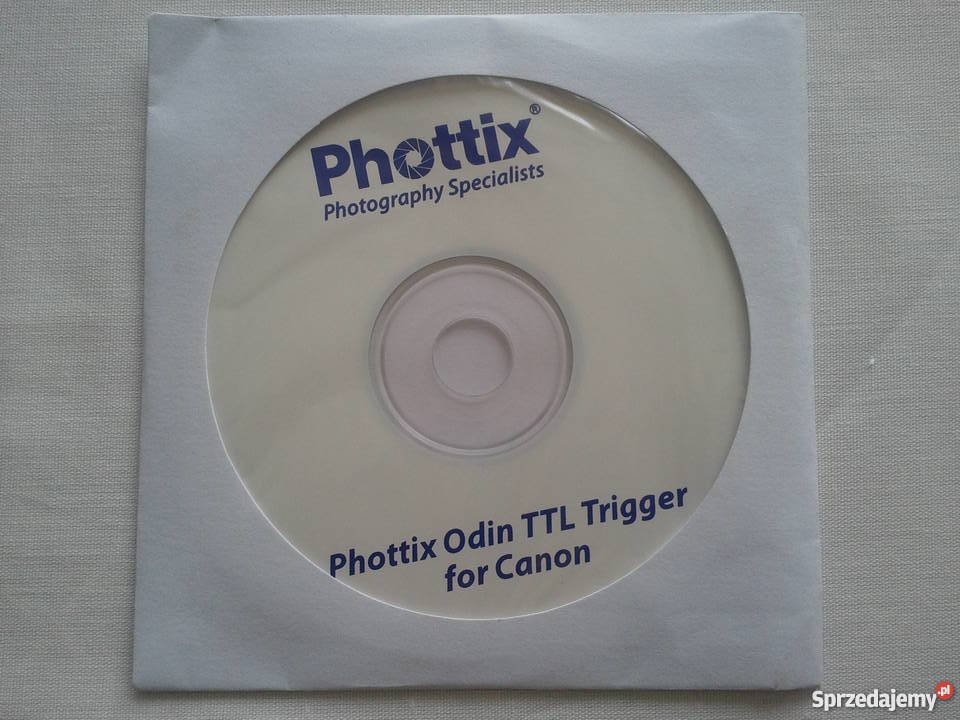 Phottix®
Photography Specialists
Phottix Odin TTL Trigger
for Canon
Sprzedajemy.pl